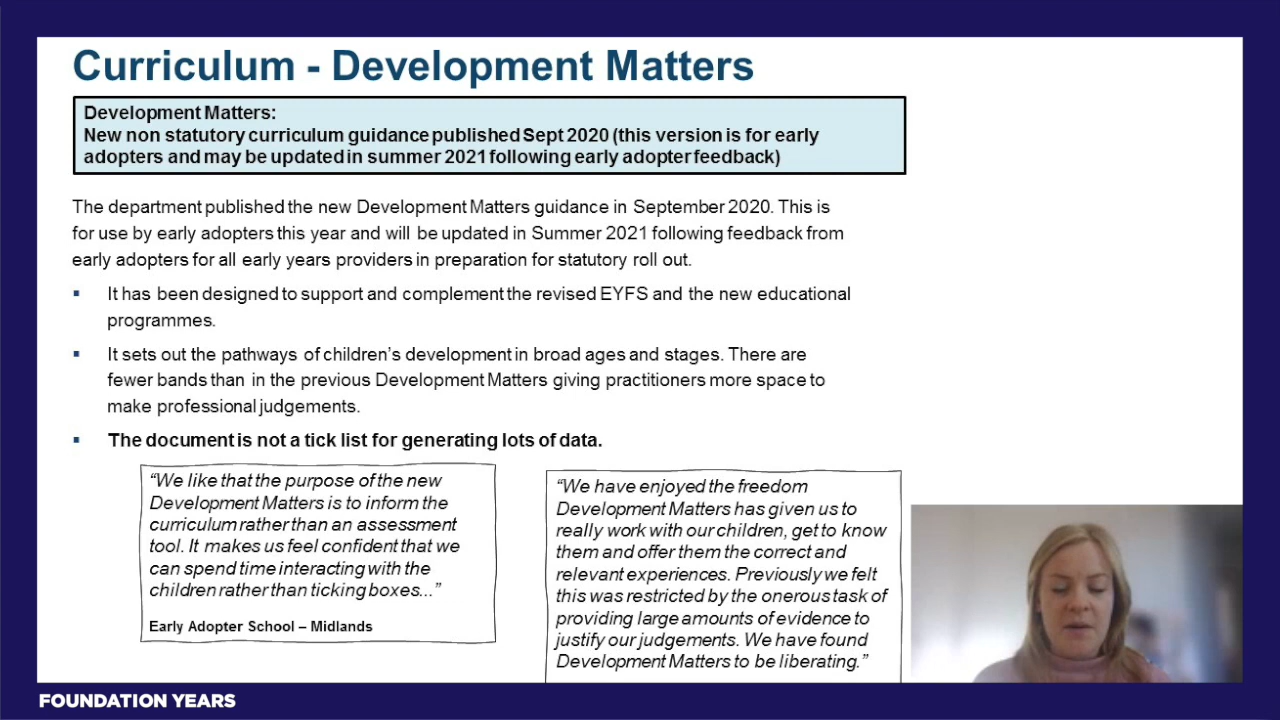 Curriculum - Development Matters
Development Matters:
New non statutory curriculum guidance published Sept 2020 (this version is for early
adopters and may be updated in summer 2021 following early adopter feedback)
The department published the new Development Matters guidance in September 2020. This is
for use by early adopters this year and will be updated in Summer 2021 following feedback from
early adopters for all early years providers in preparation for statutory roll out.
▪ It has been designed to support and complement the revised EYFS and the new educational
programmes.
▪ It sets out the pathways of children's development in broad ages and stages. There are
fewer bands than in the previous Development Matters giving practitioners more space to
make professional judgements.
▪ The document is not a tick list for generating lots of data.
“We like that the purpose of the new
Development Matters is to inform the
curriculum rather than an assessment
tool. It makes us feel confident that we
can spend time interacting with the
children rather than ticking boxes...”
Early Adopter School – Midlands
“We have enjoyed the freedom
Development Matters has given us to
really work with our children, get to know
them and offer them the correct and
relevant experiences. Previously we felt
this was restricted by the onerous task of
providing large amounts of evidence to
justify our judgements. We have found
Development Matters to be liberating.”
FOUNDATION YEARS